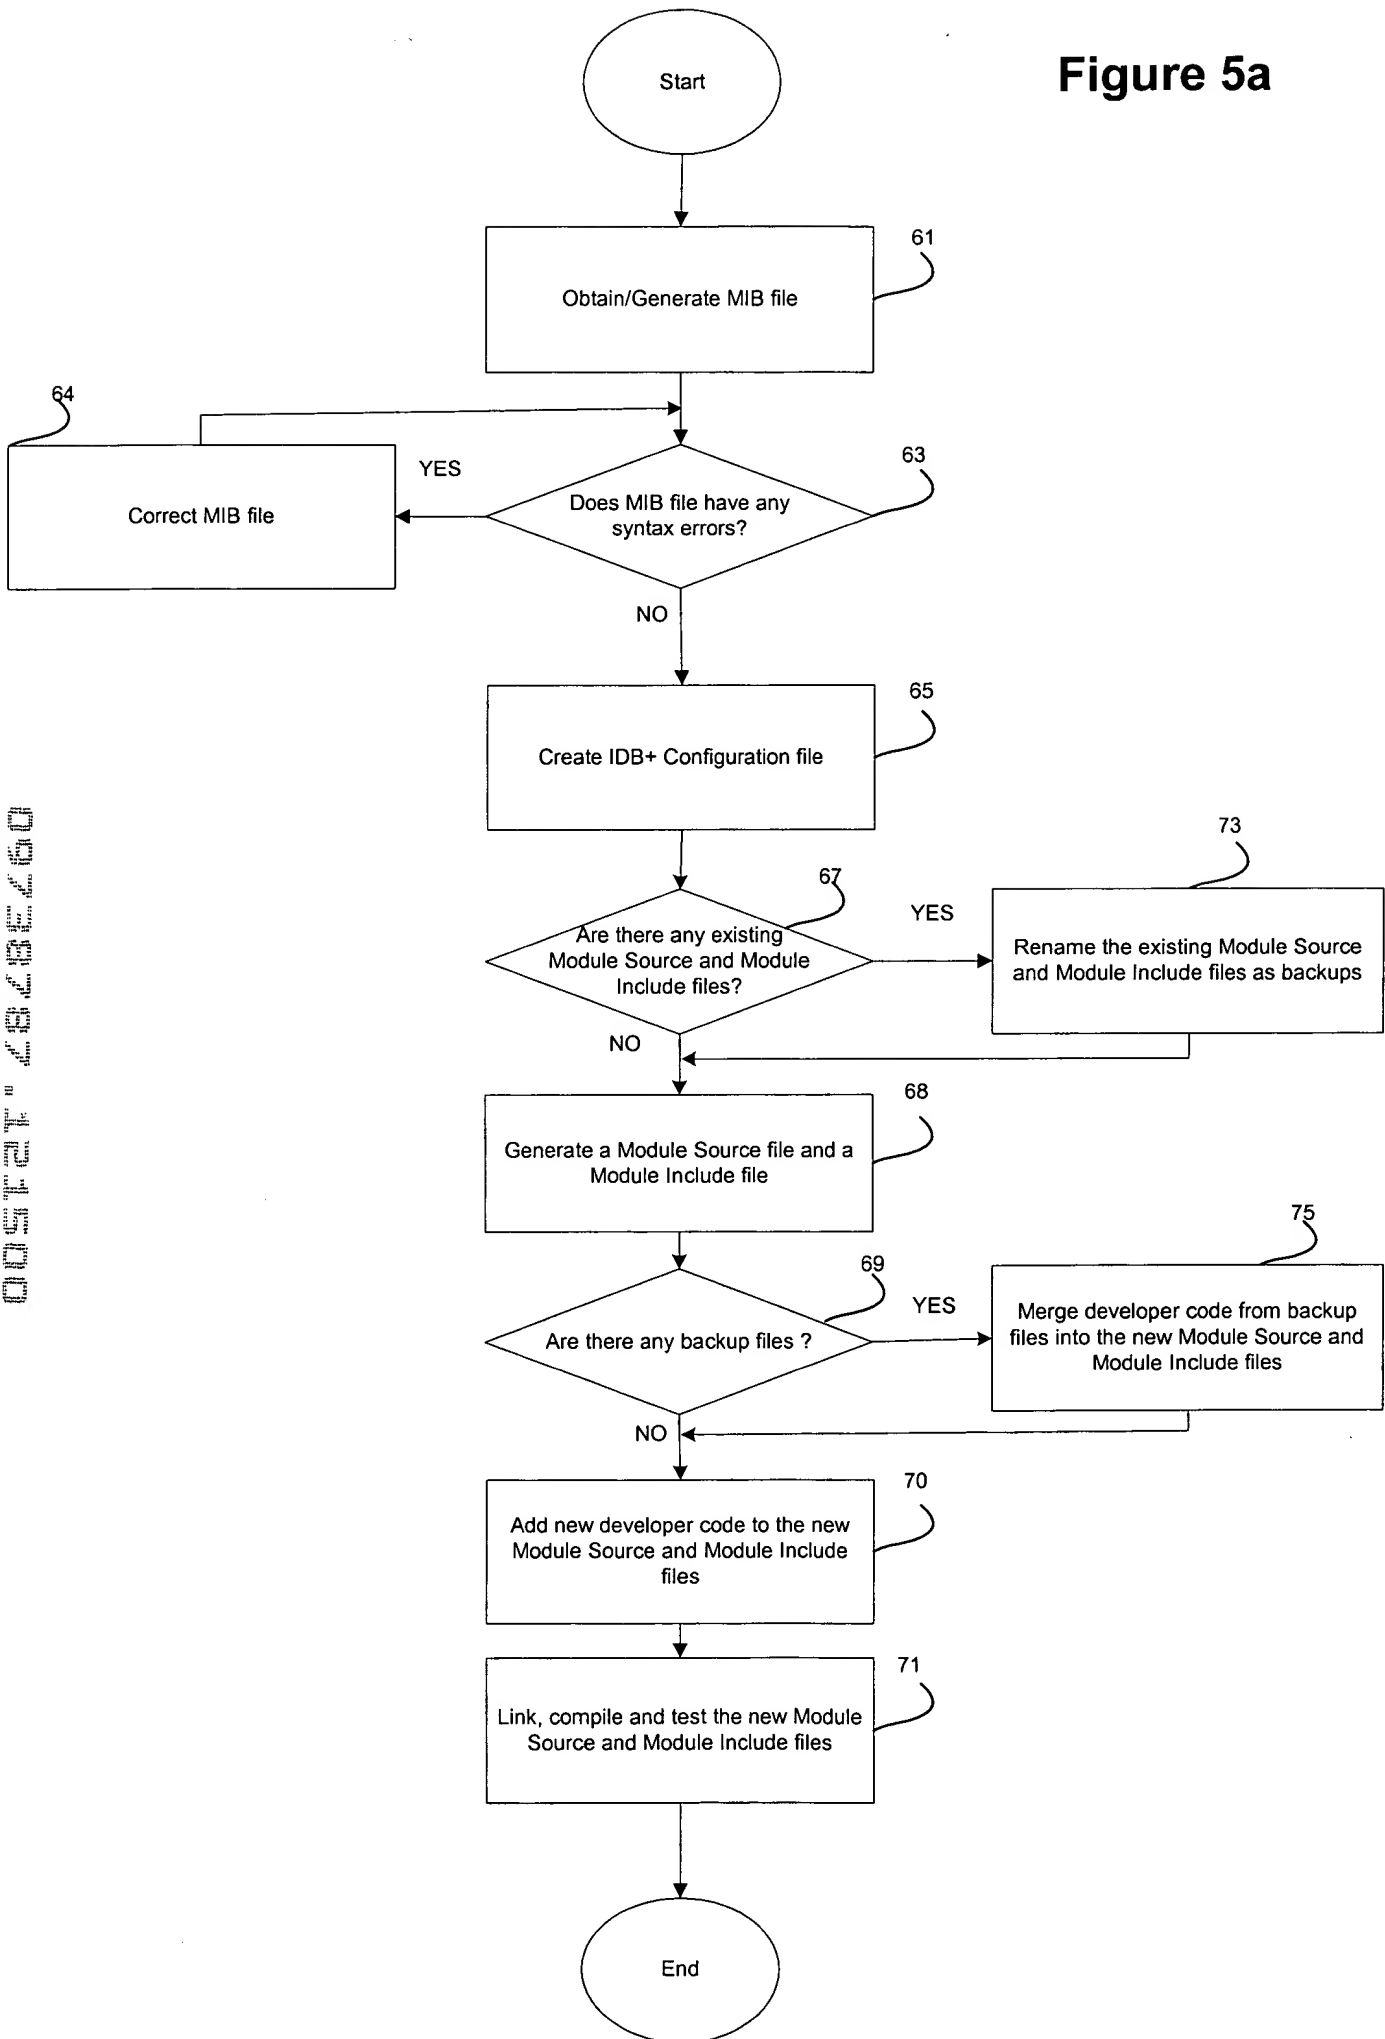 Figure 5a
Start
61
Obtain/Generate MIB file
64
63
YES
Does MIB file have any
syntax errors?
Correct MIB file
NO
65
Create IDB+ Configuration file
73
67
YES
Are there any existing
Module Source and Module
Include files?
Rename the existing Module Source
and Module Include files as backups
NO
68
Generate a Module Source file and a
Module Include file
75
69
YES
Are there any backup files ?
Merge developer code from backup
files into the new Module Source and
Module Include files
NO
70
Add new developer code to the new
Module Source and Module Include
files
71
Link, compile and test the new Module
Source and Module Include files
End
09738787.121500